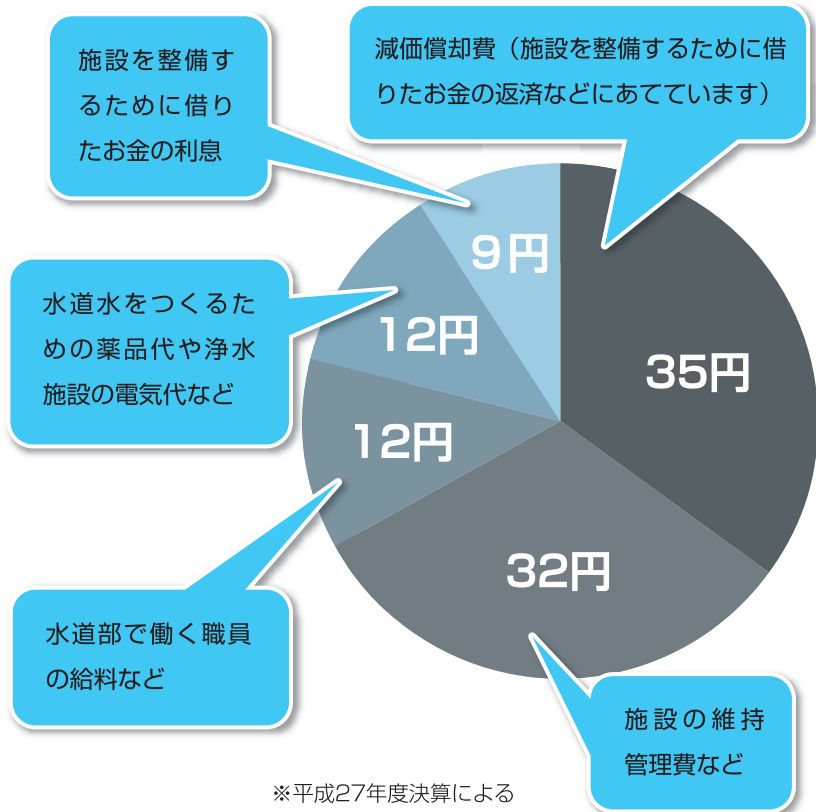 施設を整備す
るために借り
たお金の利息
減価償却費（施設を整備するために借
りたお金の返済などにあてています）
9円
35円
水道水をつくるた
めの薬品代や浄水
施設の電気代など
12円
12円
32円
水道部で働く職員
の給料など
施設の維持
管理費など
※平成27年度決算による